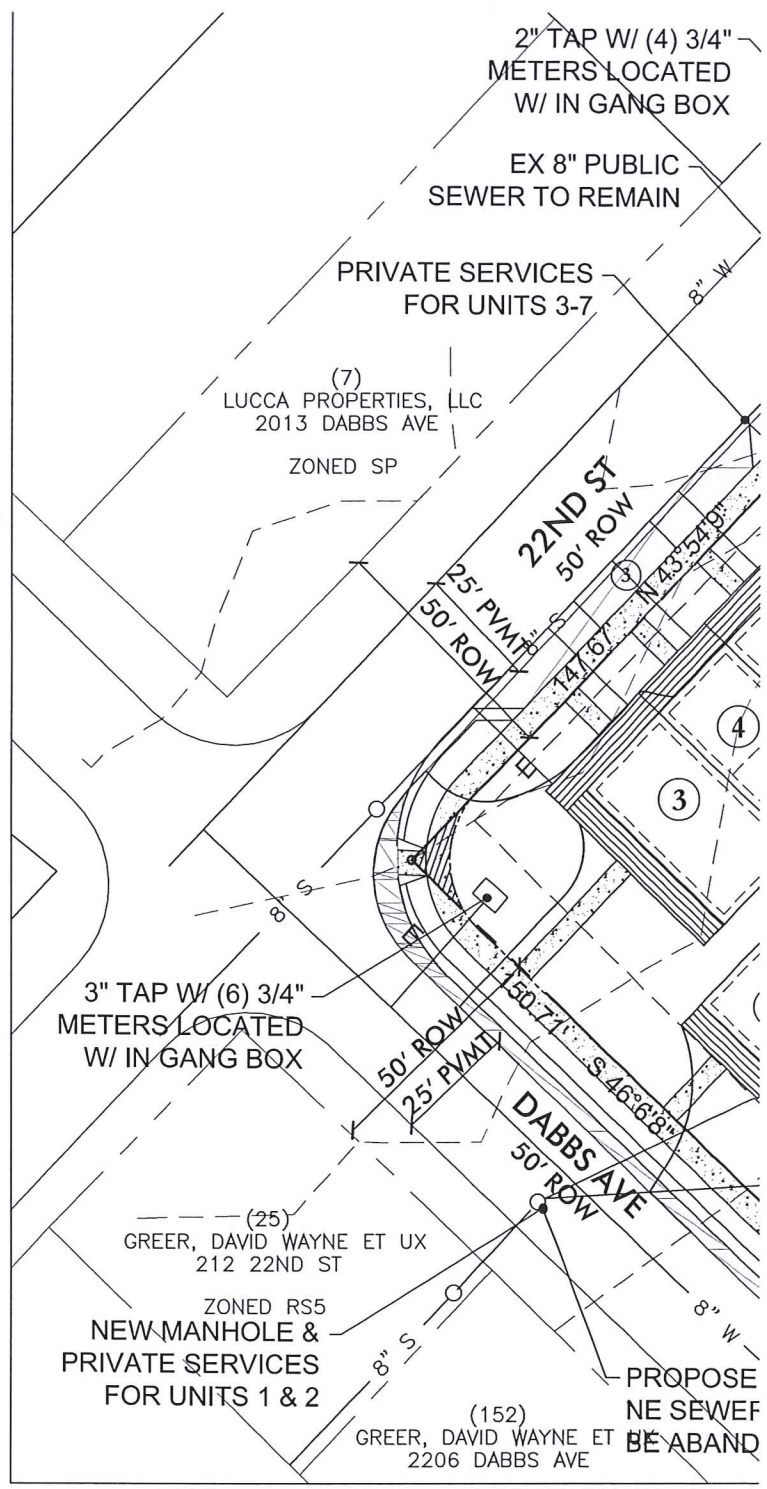 2" TAP W/ (4) 3/4"
METERS LOCATED
W/ IN GANG BOX
EX 8" PUBLIC
SEWER TO REMAIN
PRIVATE SERVICES
FOR UNITS 3-7
8" W
(7)
LUCCA PROPERTIES, LLC
2013 DABBS AVE
ZONED SP
22ND ST
50' ROW
3
N 43°54'9"
25' PVMT
50' ROW
8" S
147.67'
4
3
E
8" S
E
3" TAP W/ (6) 3/4"
METERS LOCATED
W/ IN GANG BOX
50' ROW
25' PVMT
150.71'
S 46°6'8"
DABBS AVE
50' ROW
(25)
GREER, DAVID WAYNE ET UX
212 22ND ST
ZONED RS5
NEW MANHOLE &
PRIVATE SERVICES
FOR UNITS 1 & 2
8" S
8" W
PROPOSE
NE SEWER
BE ABAND
(152)
GREER, DAVID WAYNE ET UX
2206 DABBS AVE